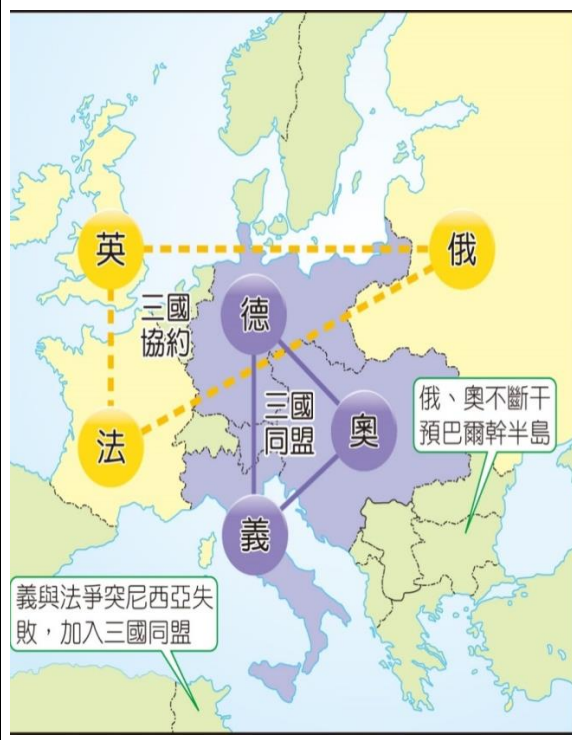 英
俄
德
三國
協約
三國
同盟
奧
法
俄、奧不斷干
預巴爾幹半島
義
義與法爭突尼西亞失
敗，加入三國同盟